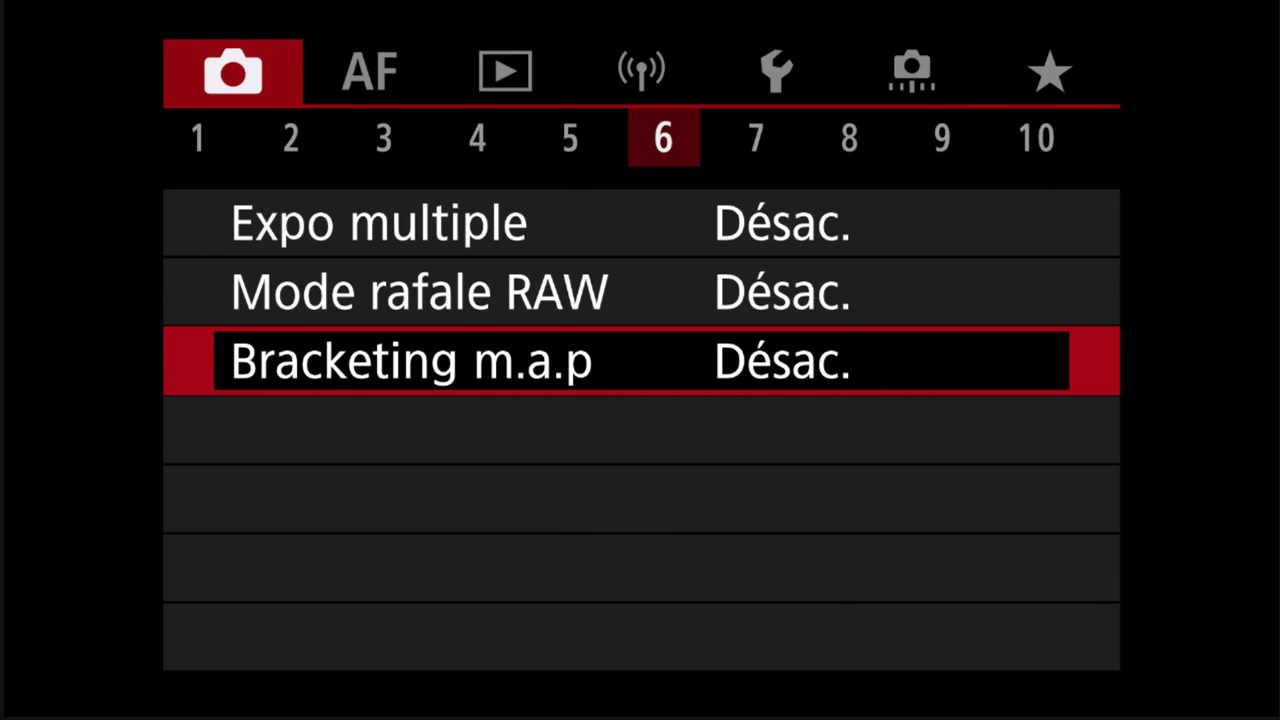 AF
1 2 3 4 5 6 7 8 9 10
Expo multiple Désac.
Mode rafale RAW Désac.
Bracketing m.a.p Désac.